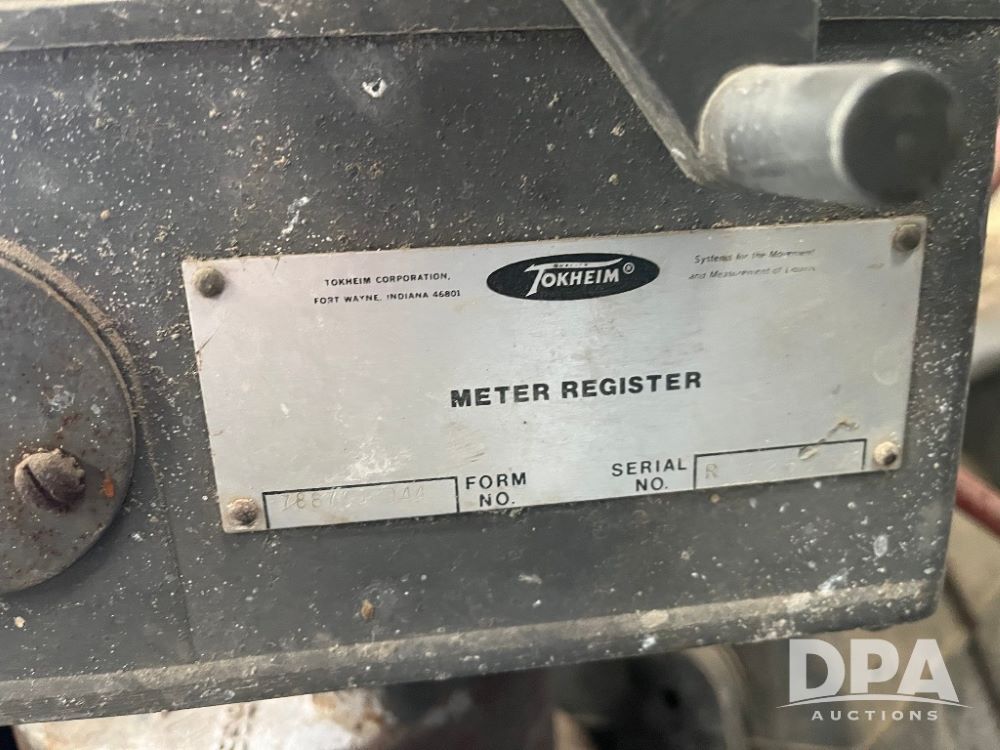 TOKHEIM CORPORATION,
FORT WAYNE, INDIANA 46801
QUALITY
TOKHEIM®
Systems for the Movement
and Measurement of Liquids
METER REGISTER
FORM
NO.
SERIAL
NO.
R
DPA
AUCTIONS